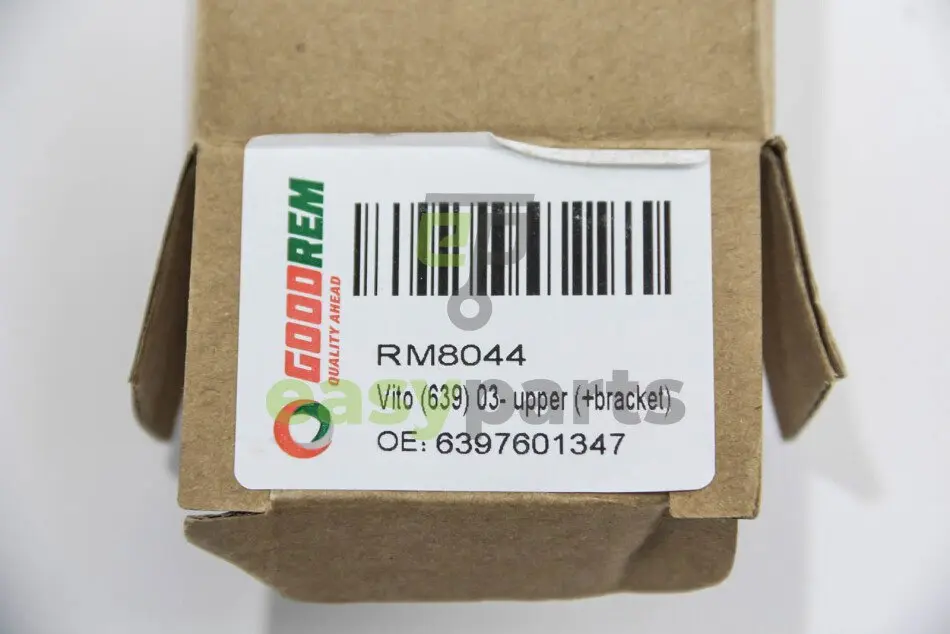 GOODREM
QUALITY AHEAD
RM8044
Vito (639) 03- upper (+bracket)
OE: 6397601347
easyparts